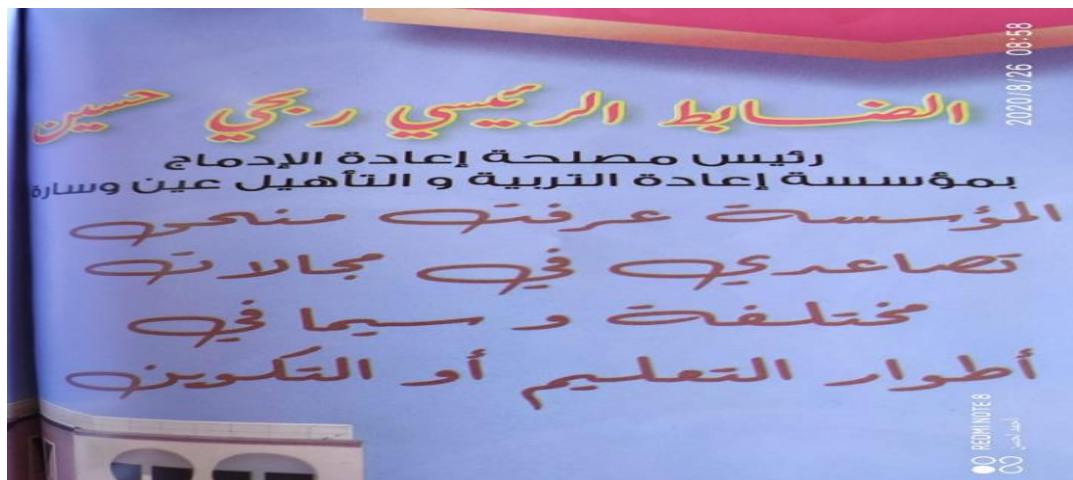 الضابط الرئيسي ربحي حسين
رئيس مصلحة إعادة الإدماج
بمؤسسة إعادة التربية و التأهيل عين وسارة
المؤسسة عرفت منحى
تصاعدي في مجالات
مختلفة و سيما في
أطوار التعليم أو التكوين
2020/8/26 08:58
REDMI NOTE 8